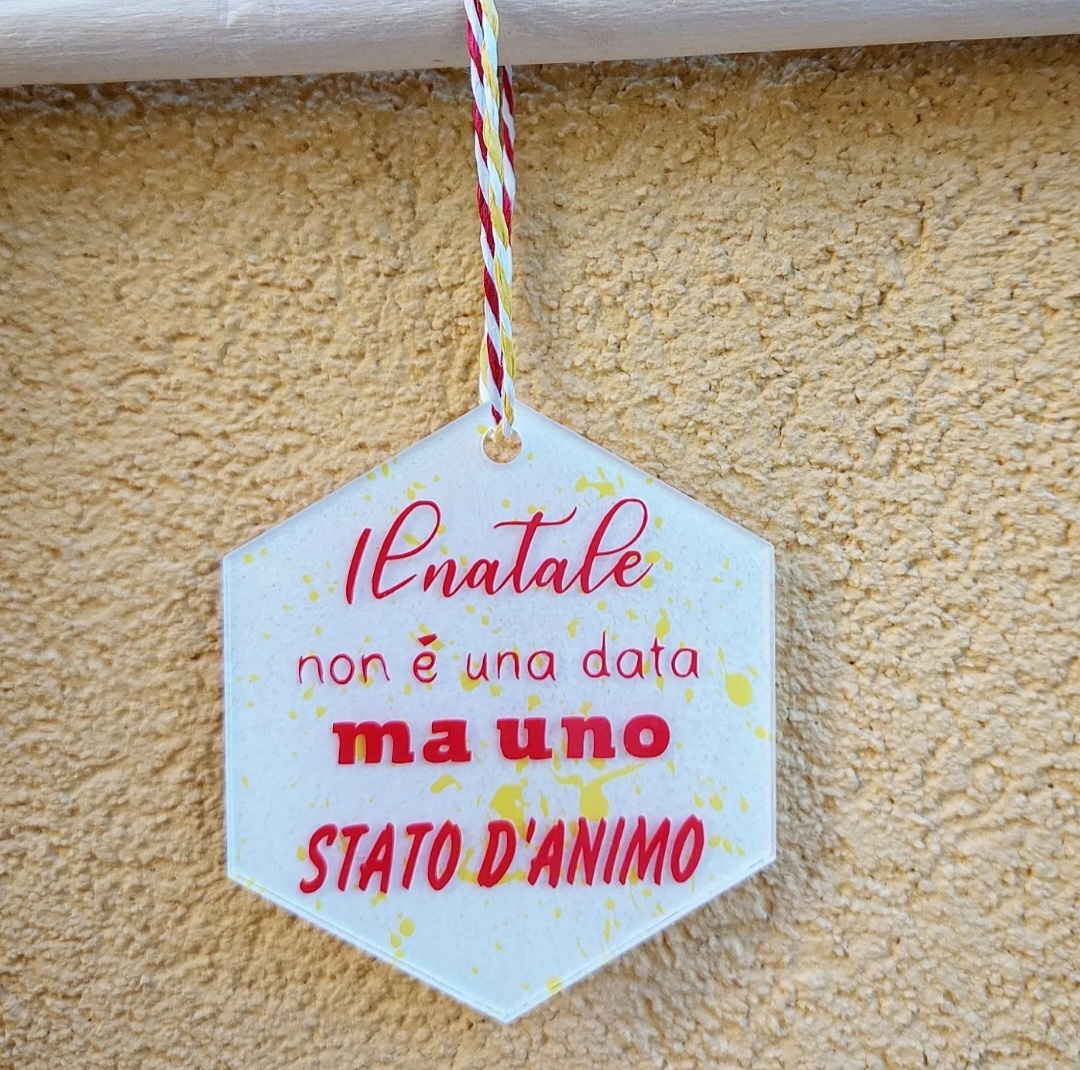 Il natale
non é una data
ma uno
STATO D'ANIMO